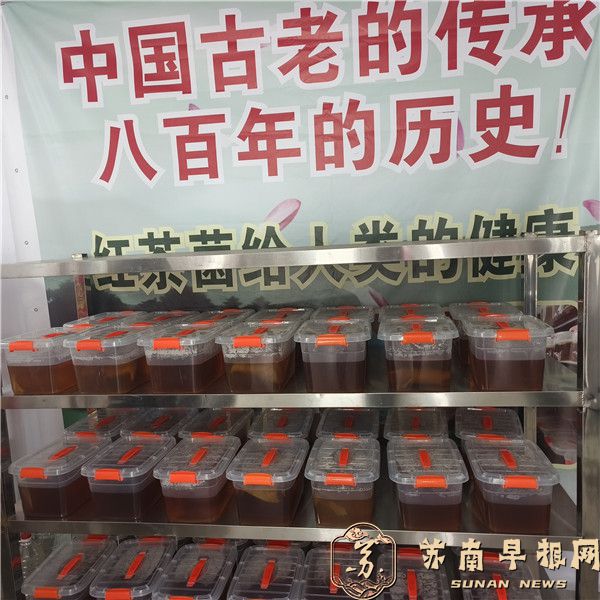 中国古老的传承
八百年的历史!
红茶菌给人类的健康
苏
苏南早报网
SUNAN NEWS